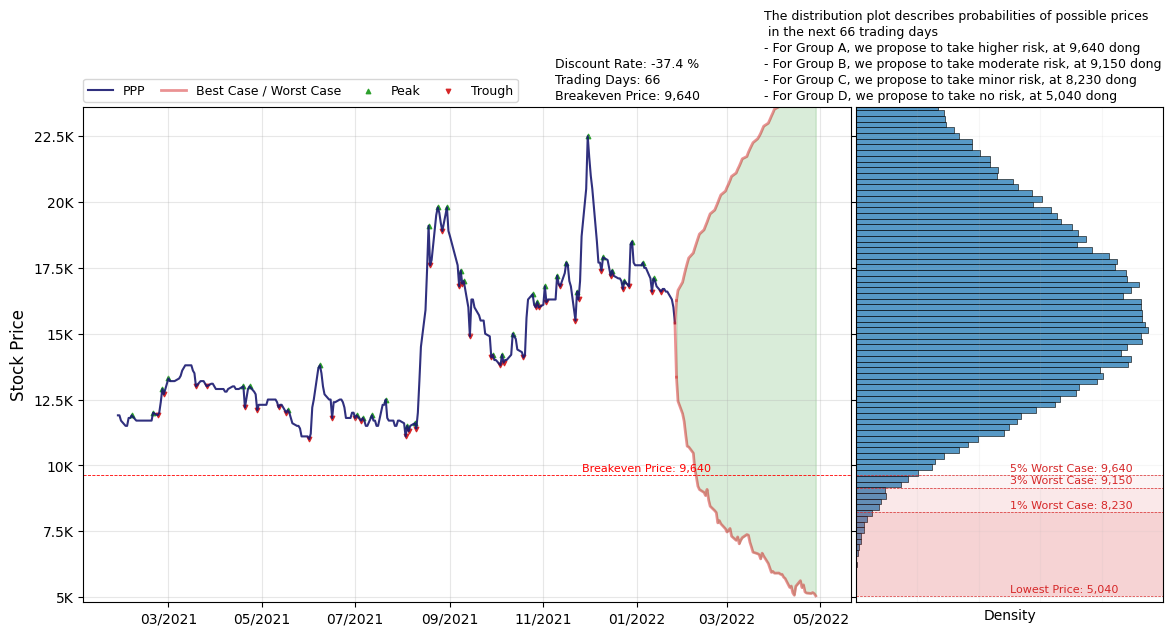 The distribution plot describes probabilities of possible prices
in the next 66 trading days
- For Group A, we propose to take higher risk, at 9,640 dong
- For Group B, we propose to take moderate risk, at 9,150 dong
- For Group C, we propose to take minor risk, at 8,230 dong
- For Group D, we propose to take no risk, at 5,040 dong
Discount Rate: -37.4 %
Trading Days: 66
Breakeven Price: 9,640
PPP
Best Case / Worst Case
Peak
Trough
Stock Price
22.5K
20K
17.5K
15K
12.5K
10K
7.5K
5K
Breakeven Price: 9,640
5% Worst Case: 9,640
3% Worst Case: 9,150
1% Worst Case: 8,230
Lowest Price: 5,040
03/2021
05/2021
07/2021
09/2021
11/2021
01/2022
03/2022
05/2022
Density